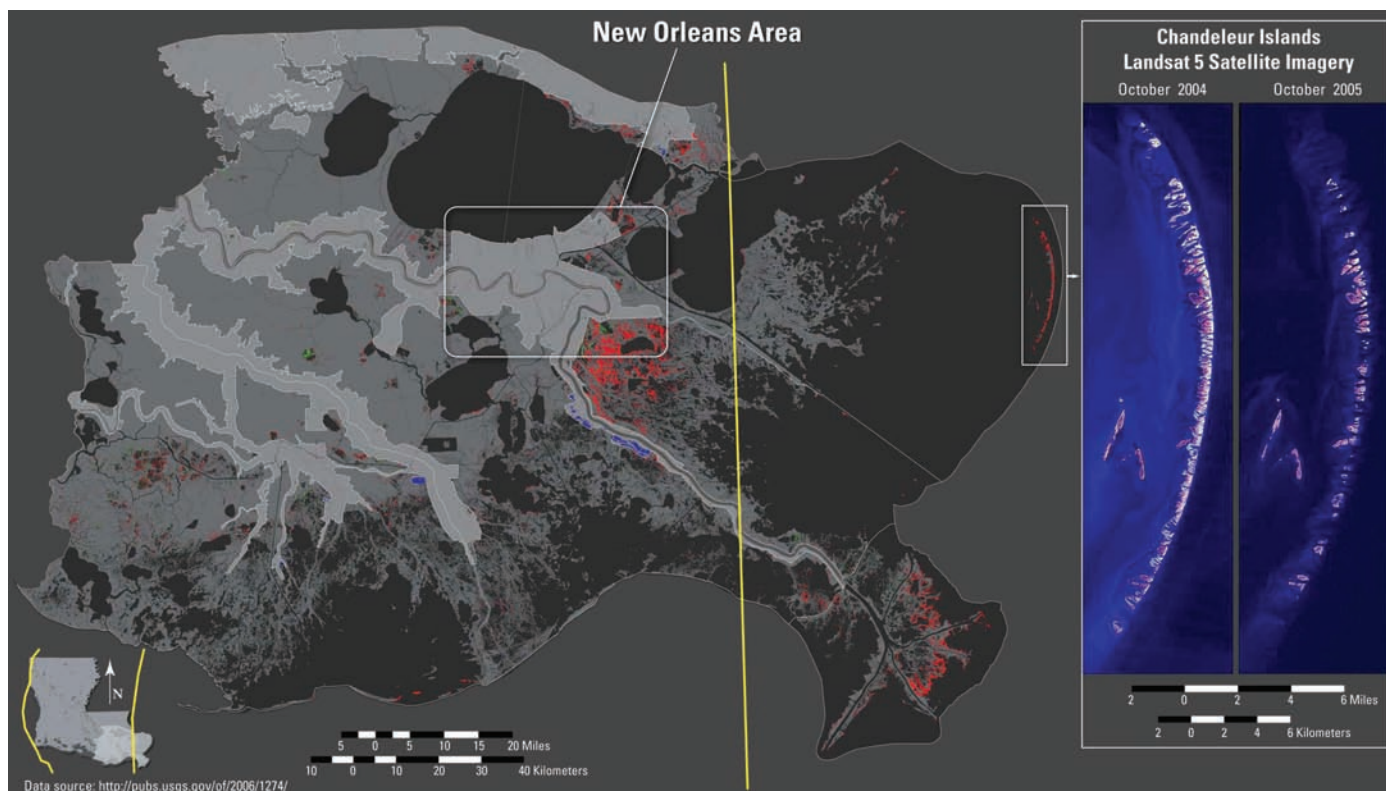 New Orleans Area
Chandeleur Islands
Landsat 5 Satellite Imagery
October 2004
October 2005
N
5 0 5 10 15 20 Miles
10 0 10 20 30 40 Kilometers
2 0 2 4 6 Miles
2 0 2 4 6 Kilometers
Data source: http://pubs.usgs.gov/of/2006/1274/